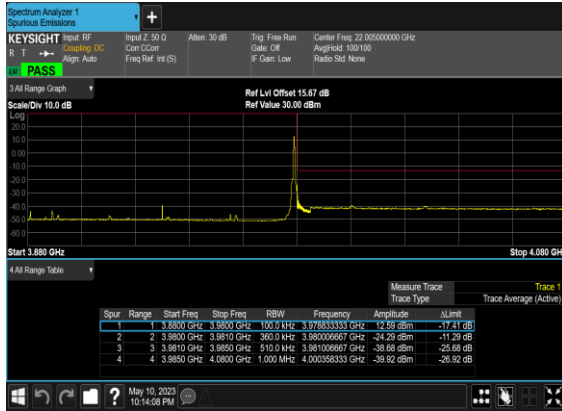 Spectrum Analyzer 1
Spurious Emissions
KEYSIGHT Input: RF Input Z: 50 Ω Atten: 30 dB Trig: Free Run Center Freq: 22.005000000 GHz
R T Coupling: DC Corr CCorr Gate: Off Avg|Hold: 100/100
Align: Auto Freq Ref: Int (S) IF Gain: Low Radio Std: None
PASS
3 All Range Graph Ref Lvl Offset 15.67 dB
Scale/Div 10.0 dB Ref Value 30.00 dBm
Log
20.0
10.0
0.00
-10.0
-20.0
-30.0
-40.0
-50.0
-60.0
Start 3.880 GHz Stop 4.080 GHz
4 All Range Table
Measure Trace Trace 1
Trace Type Trace Average (Active)
Spur Range Start Freq Stop Freq RBW Frequency Amplitude ΔLimit
1 1 3.8800 GHz 3.9800 GHz 100.0 kHz 3.978833333 GHz 12.59 dBm -17.41 dB
2 2 3.9800 GHz 3.9810 GHz 360.0 kHz 3.980006667 GHz -24.29 dBm -11.29 dB
3 3 3.9810 GHz 3.9850 GHz 510.0 kHz 3.981006667 GHz -38.68 dBm -25.68 dB
4 4 3.9850 GHz 4.0800 GHz 1.000 MHz 4.000358333 GHz -39.92 dBm -26.92 dB
May 10, 2023
10:14:08 PM